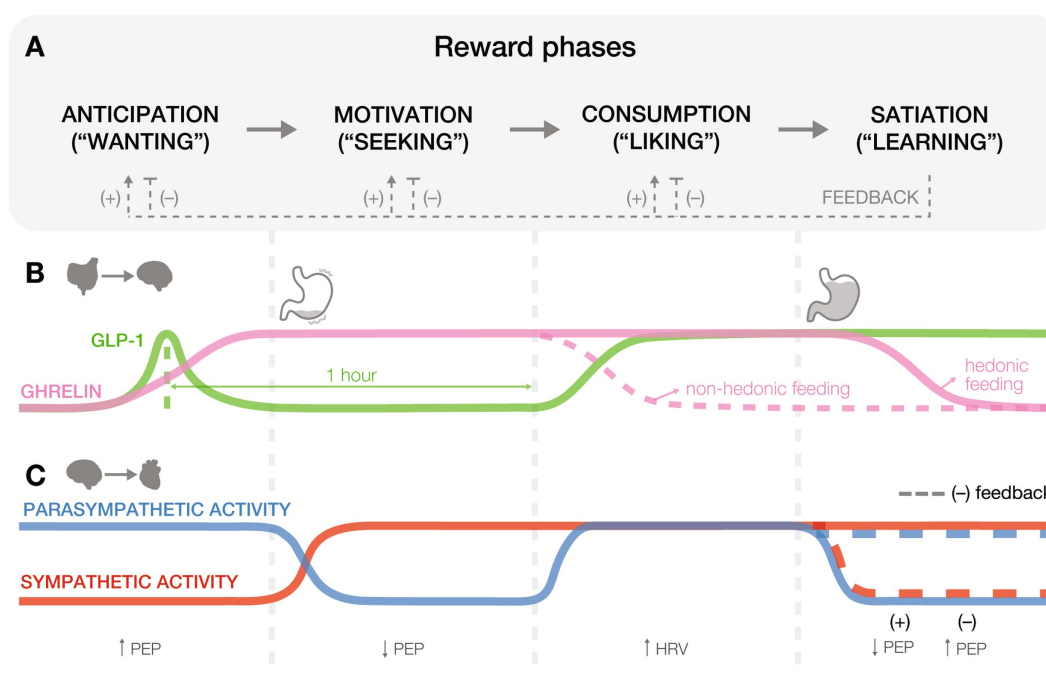 A
Reward phases
ANTICIPATION
(“WANTING”)
MOTIVATION
(“SEEKING”)
CONSUMPTION
(“LIKING”)
SATIATION
(“LEARNING”)
(+) (–)
(+) (–)
(+) (–)
FEEDBACK
B
GLP-1
GHRELIN
1 hour
non-hedonic feeding
hedonic
feeding
C
PARASYMPATHETIC ACTIVITY
(–) feedback
SYMPATHETIC ACTIVITY
(+) (–)
↑ PEP
↓ PEP
↑ HRV
↓ PEP ↑ PEP